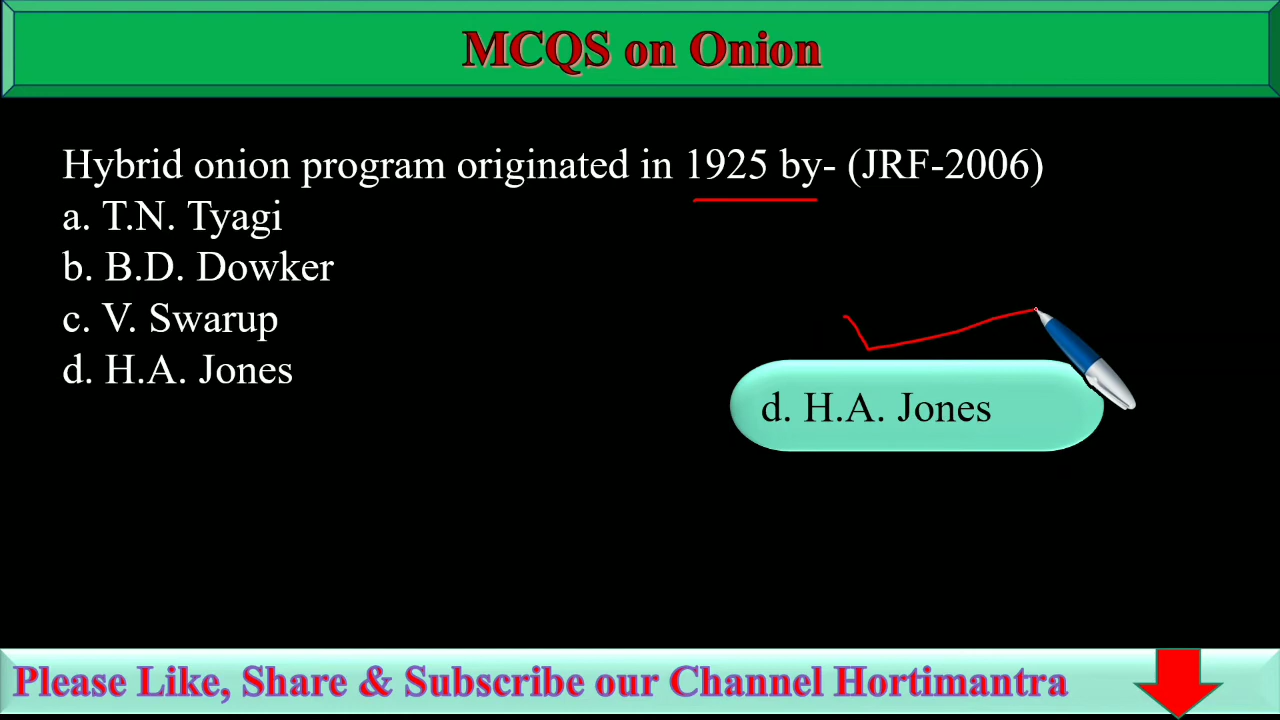 MCQS on Onion
Hybrid onion program originated in 1925 by- (JRF-2006)
a. T.N. Tyagi
b. B.D. Dowker
c. V. Swarup
d. H.A. Jones
d. H.A. Jones
Please Like, Share & Subscribe our Channel Hortimantra